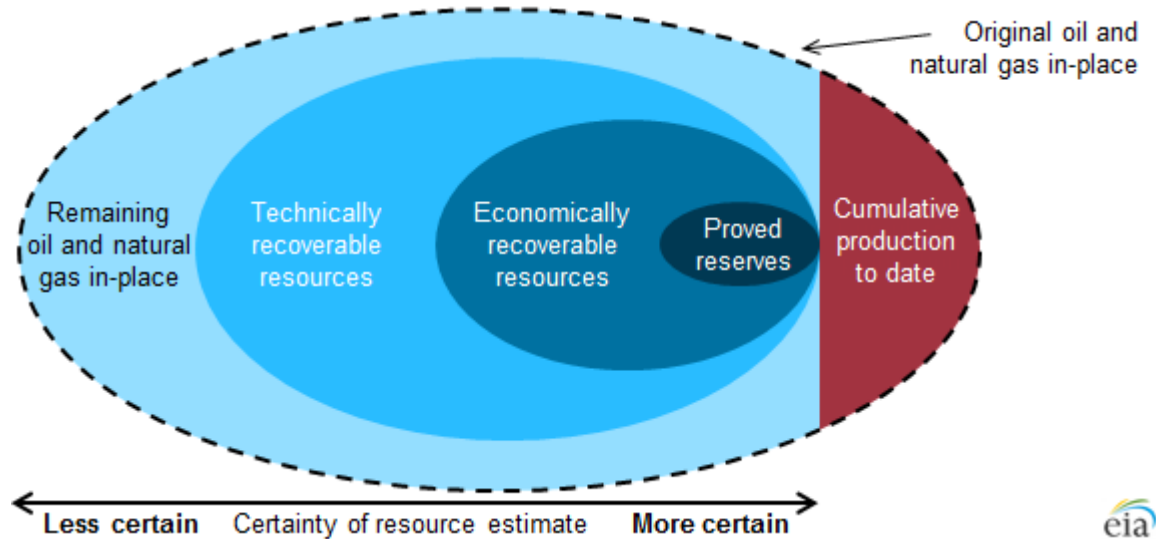 Original oil and
natural gas in-place
Remaining
oil and natural
gas in-place
Technically
recoverable
resources
Economically
recoverable
resources
Proved
reserves
Cumulative
production
to date
Less certain Certainty of resource estimate More certain
eia